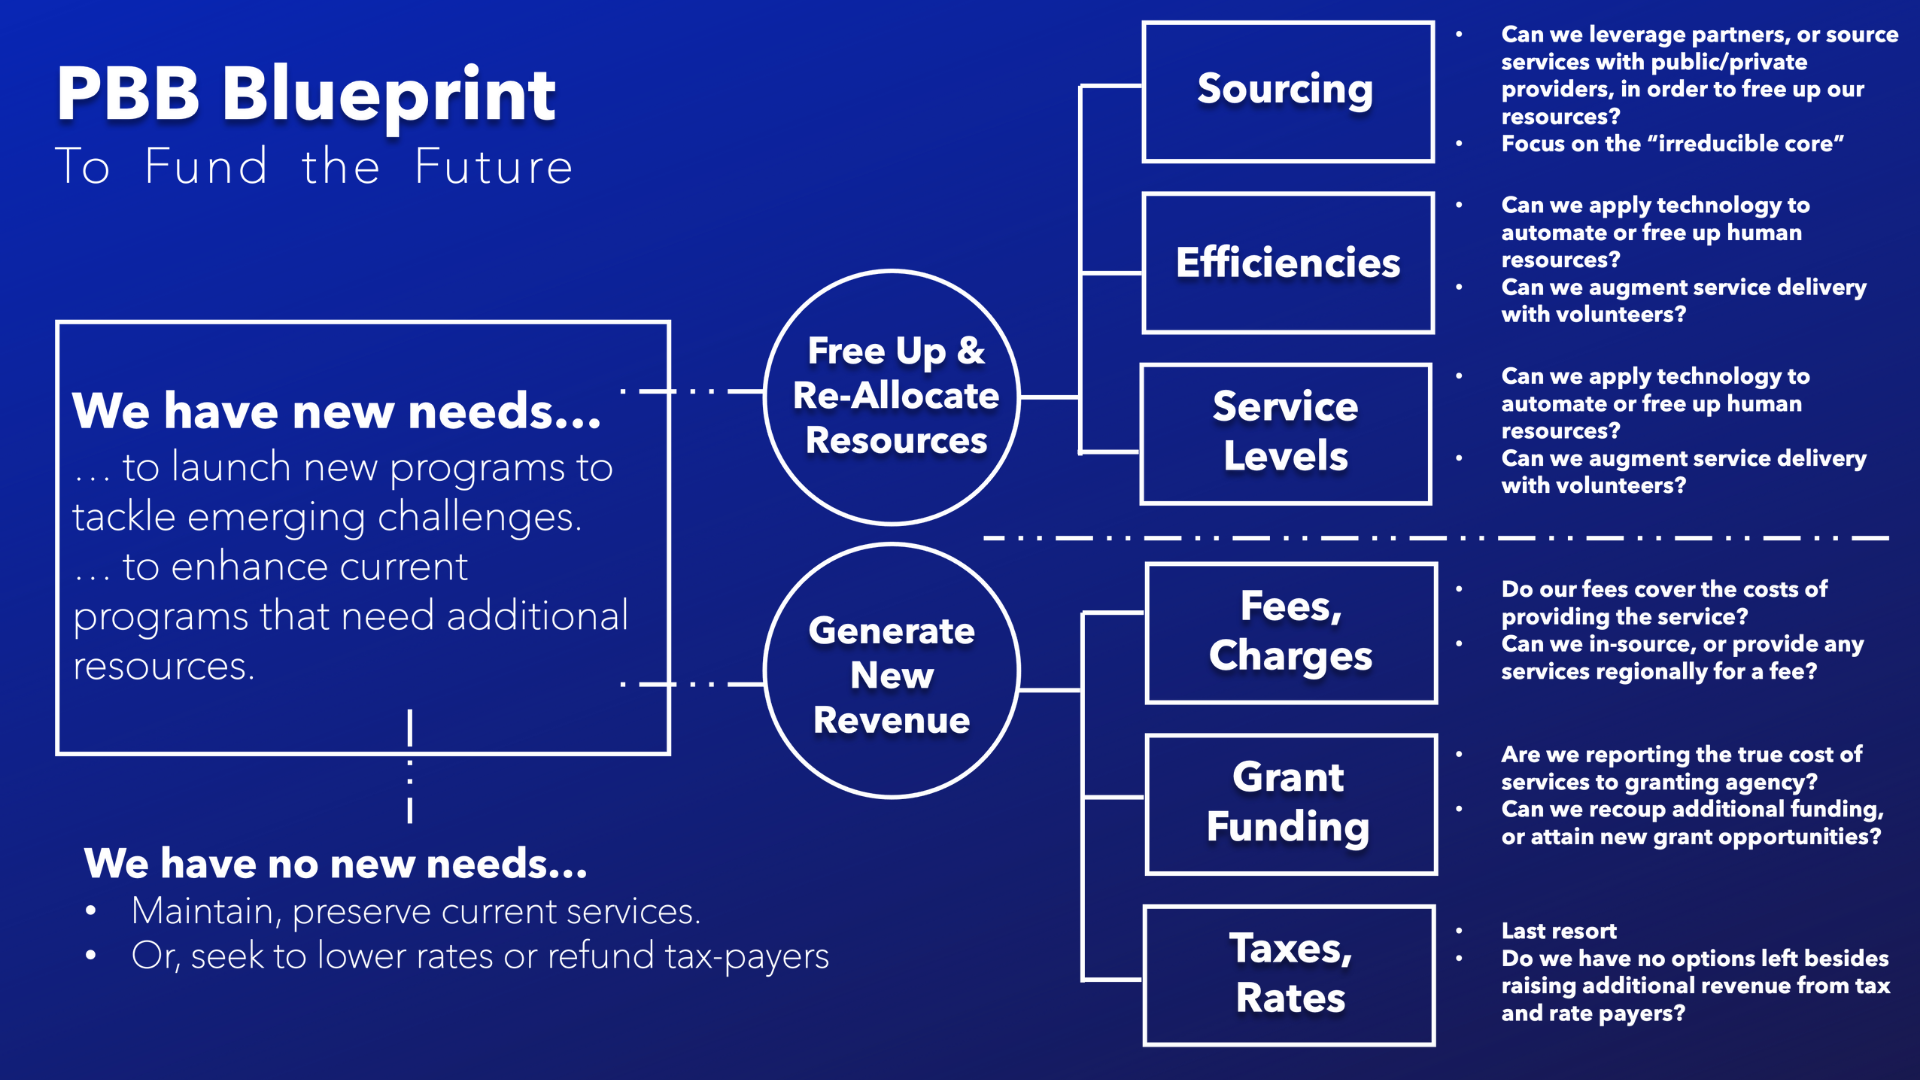 PBB Blueprint
To Fund the Future
We have new needs...
... to launch new programs to
tackle emerging challenges.
... to enhance current
programs that need additional
resources.
We have no new needs...
• Maintain, preserve current services.
• Or, seek to lower rates or refund tax-payers
Free Up &
Re-Allocate
Resources
Sourcing
• Can we leverage partners, or source
services with public/private
providers, in order to free up our
resources?
• Focus on the “irreducible core”
Efficiencies
• Can we apply technology to
automate or free up human
resources?
• Can we augment service delivery
with volunteers?
Service
Levels
• Can we apply technology to
automate or free up human
resources?
• Can we augment service delivery
with volunteers?
Generate
New
Revenue
Fees,
Charges
• Do our fees cover the costs of
providing the service?
• Can we in-source, or provide any
services regionally for a fee?
Grant
Funding
• Are we reporting the true cost of
services to granting agency?
• Can we recoup additional funding,
or attain new grant opportunities?
Taxes,
Rates
• Last resort
• Do we have no options left besides
raising additional revenue from tax
and rate payers?